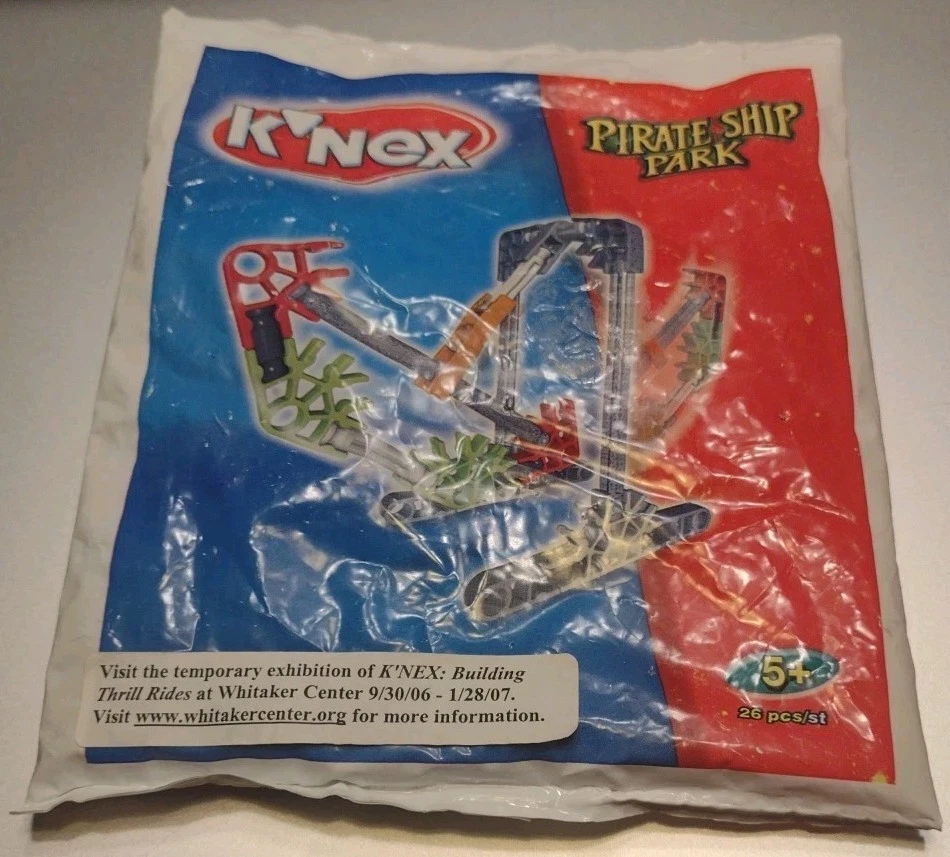 K'NEX
PIRATE SHIP
PARK
Visit the temporary exhibition of K'NEX: Building
Thrill Rides at Whitaker Center 9/30/06 - 1/28/07.
Visit www.whitakercenter.org for more information.
5+
26 pcs/st